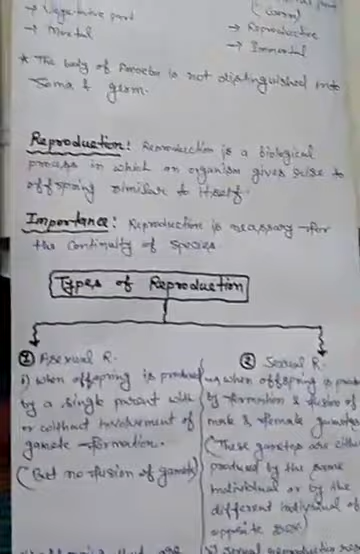 → Vegetative part
(Germ)
→ Mortal
→ Reproductive
→ Immortal
* The body of Amoeba is not distinguished into
Soma & germ.
Reproduction: Reproduction is a biological
process in which an organism gives rise to
offspring similar to itself.
Importance: Reproduction is necessary for
the continuity of species
Types of Reproduction
① Asexual R.
i) when offspring is produced
by a single parent with
or without involvement of
gamete formation.
(But no fusion of gamete)
② Sexual R.
when offspring is
by formation & fusion of
male & female gametes
(These gametes are either
produced by the same
individual or by the
different individual of
opposite sex.)